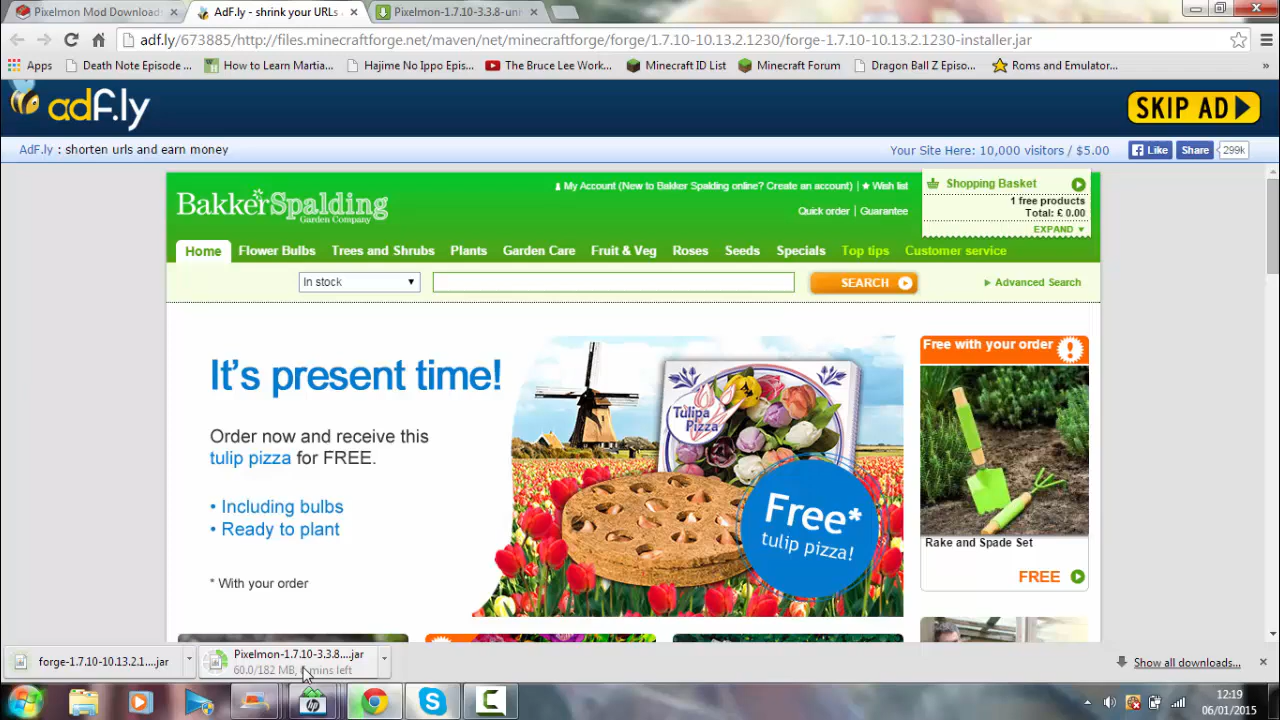 Pixelmon Mod Downloads
AdF.ly - shrink your URLs
Pixelmon-1.7.10-3.3.8-uni
adf.ly/673885/http://files.minecraftforge.net/maven/net/minecraftforge/forge/1.7.10-10.13.2.1230/forge-1.7.10-10.13.2.1230-installer.jar
Apps Death Note Episode ... How to Learn Martia... Hajime No Ippo Epis... The Bruce Lee Work... Minecraft ID List Minecraft Forum Dragon Ball Z Episo... Roms and Emulator... »
adf.ly
SKIP AD
AdF.ly : shorten urls and earn money
Your Site Here: 10,000 visitors / $5.00
Like Share 299k
BakkerSpalding
Garden Company
My Account (New to Bakker Spalding online? Create an account) | Wish list
Quick order | Guarantee
Shopping Basket
1 free products
Total: £ 0.00
EXPAND ▼
Home Flower Bulbs Trees and Shrubs Plants Garden Care Fruit & Veg Roses Seeds Specials Top tips Customer service
In stock
SEARCH
Advanced Search
It's present time!
Order now and receive this
tulip pizza for FREE.
• Including bulbs
• Ready to plant
* With your order
Tulipa
Pizza
Free*
tulip pizza!
Free with your order
Rake and Spade Set
FREE
forge-1.7.10-10.13.2.1....jar
Pixelmon-1.7.10-3.3.8....jar
60.0/182 MB, mins left
Show all downloads...
hp
12:19
06/01/2015